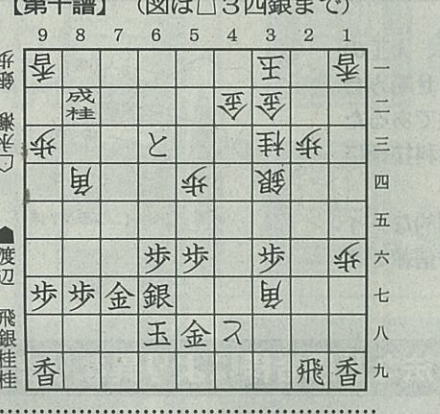 【第十譜】 (図は□3四銀まで)
9 8 7 6 5 4 3 2 1
香 王 香 一
成桂 金 金 二
歩 と 桂 歩 三
角 歩 銀 四
五
歩 歩 歩 歩 六
歩 歩 金 銀 角 七
玉 金 と 八
香 飛 香 九
▲渡辺 飛銀桂桂